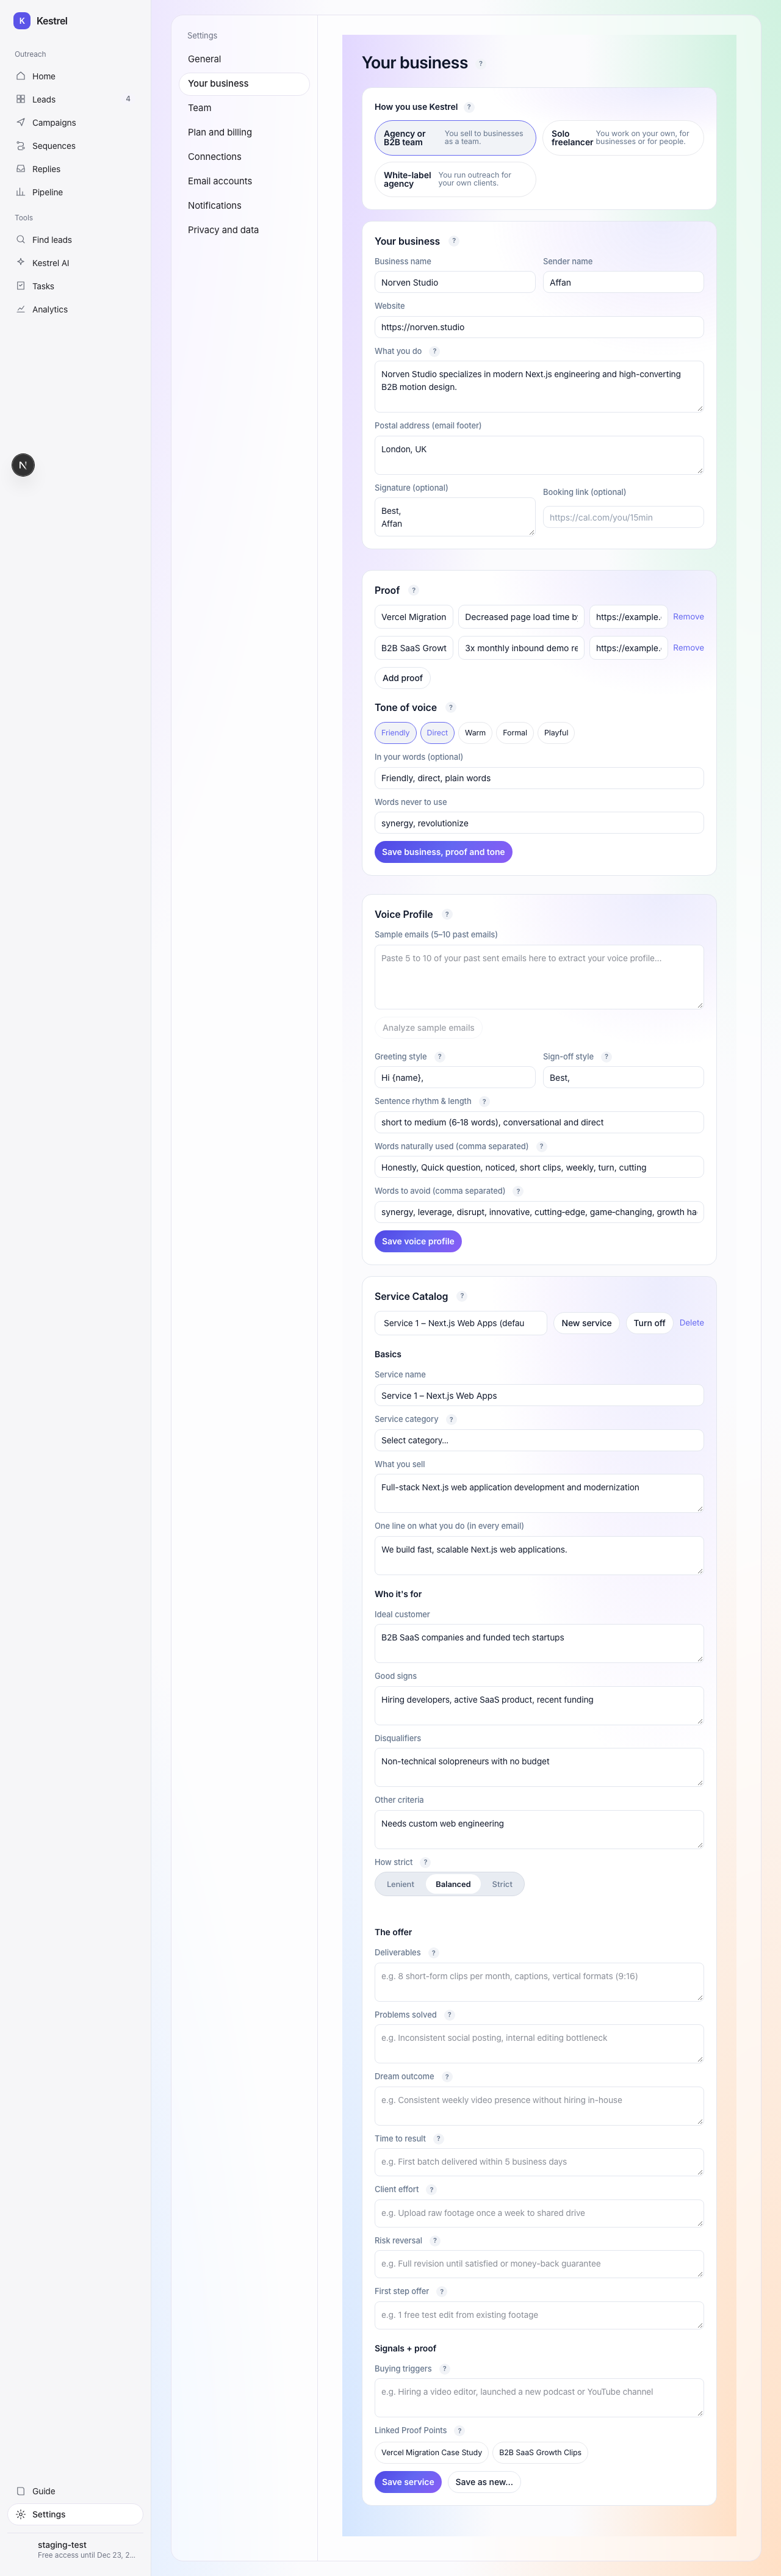 K Kestrel
Outreach
Home
Leads 4
Campaigns
Sequences
Replies
Pipeline
Tools
Find leads
Kestrel AI
Tasks
Analytics
N
Guide
Settings
staging-test
Free access until Dec 23, 2...
Settings
General
Your business
Team
Plan and billing
Connections
Email accounts
Notifications
Privacy and data
Your business ?
How you use Kestrel ?
Agency or
B2B team
You sell to businesses
as a team.
Solo
freelancer
You work on your own, for
businesses or for people.
White-label
agency
You run outreach for
your own clients.
Your business ?
Business name
Norven Studio
Sender name
Affan
Website
https://norven.studio
What you do ?
Norven Studio specializes in modern Next.js engineering and high-converting
B2B motion design.
Postal address (email footer)
London, UK
Signature (optional)
Best,
Affan
Booking link (optional)
https://cal.com/you/15min
Proof ?
Vercel Migration Decreased page load time by https://example. Remove
B2B SaaS Growt 3x monthly inbound demo re https://example. Remove
Add proof
Tone of voice ?
Friendly Direct Warm Formal Playful
In your words (optional)
Friendly, direct, plain words
Words never to use
synergy, revolutionize
Save business, proof and tone
Voice Profile ?
Sample emails (5–10 past emails)
Paste 5 to 10 of your past sent emails here to extract your voice profile...
Analyze sample emails
Greeting style ?
Hi {name},
Sign-off style ?
Best,
Sentence rhythm & length ?
short to medium (6-18 words), conversational and direct
Words naturally used (comma separated) ?
Honestly, Quick question, noticed, short clips, weekly, turn, cutting
Words to avoid (comma separated) ?
synergy, leverage, disrupt, innovative, cutting-edge, game-changing, growth ha
Save voice profile
Service Catalog ?
Service 1 – Next.js Web Apps (defau New service Turn off Delete
Basics
Service name
Service 1 – Next.js Web Apps
Service category ?
Select category...
What you sell
Full-stack Next.js web application development and modernization
One line on what you do (in every email)
We build fast, scalable Next.js web applications.
Who it's for
Ideal customer
B2B SaaS companies and funded tech startups
Good signs
Hiring developers, active SaaS product, recent funding
Disqualifiers
Non-technical solopreneurs with no budget
Other criteria
Needs custom web engineering
How strict ?
Lenient Balanced Strict
The offer
Deliverables ?
e.g. 8 short-form clips per month, captions, vertical formats (9:16)
Problems solved ?
e.g. Inconsistent social posting, internal editing bottleneck
Dream outcome ?
e.g. Consistent weekly video presence without hiring in-house
Time to result ?
e.g. First batch delivered within 5 business days
Client effort ?
e.g. Upload raw footage once a week to shared drive
Risk reversal ?
e.g. Full revision until satisfied or money-back guarantee
First step offer ?
e.g. 1 free test edit from existing footage
Signals + proof
Buying triggers ?
e.g. Hiring a video editor, launched a new podcast or YouTube channel
Linked Proof Points ?
Vercel Migration Case Study B2B SaaS Growth Clips
Save service Save as new...